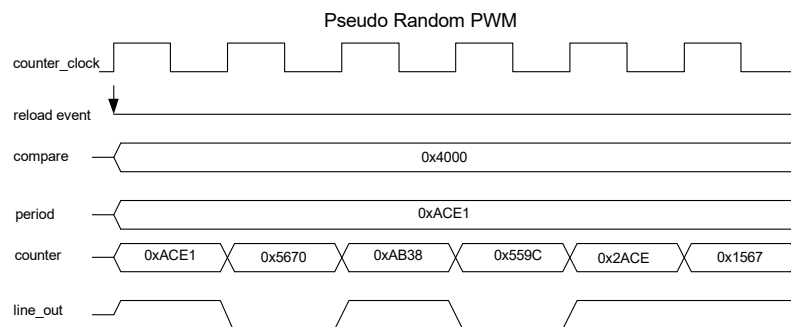 Pseudo Random PWM
counter_clock
reload event
compare 0x4000
period 0xACE1
counter 0xACE1 0x5670 0xAB38 0x559C 0x2ACE 0x1567
line_out